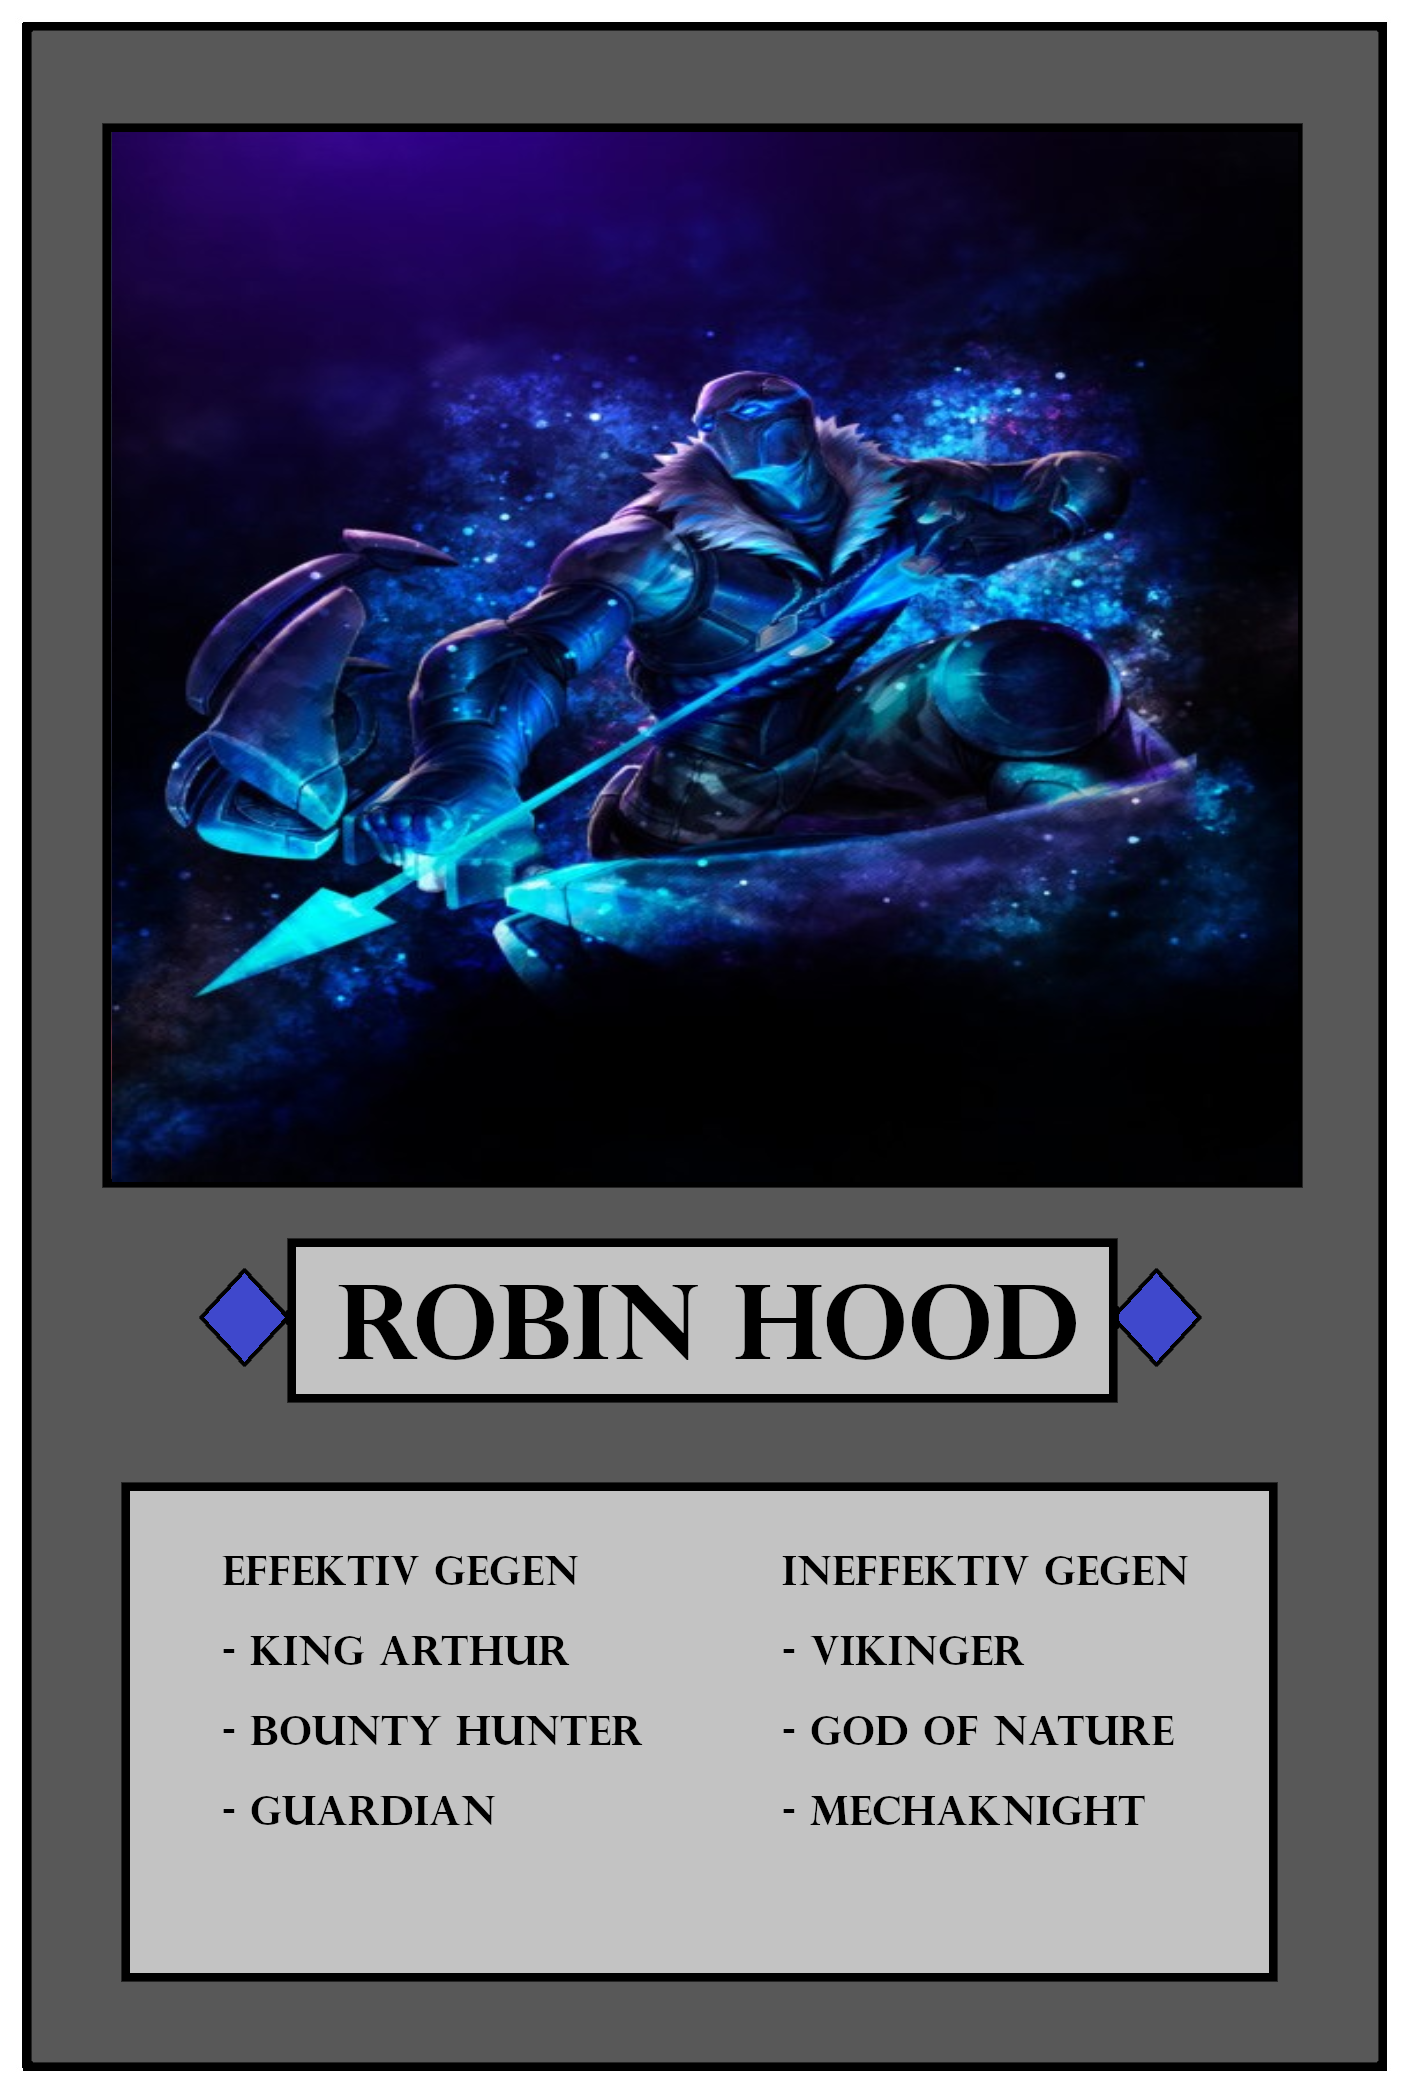 ROBIN HOOD
EFFEKTIV GEGEN
- KING ARTHUR
- BOUNTY HUNTER
- GUARDIAN
INEFFEKTIV GEGEN
- VIKINGER
- GOD OF NATURE
- MECHAKNIGHT